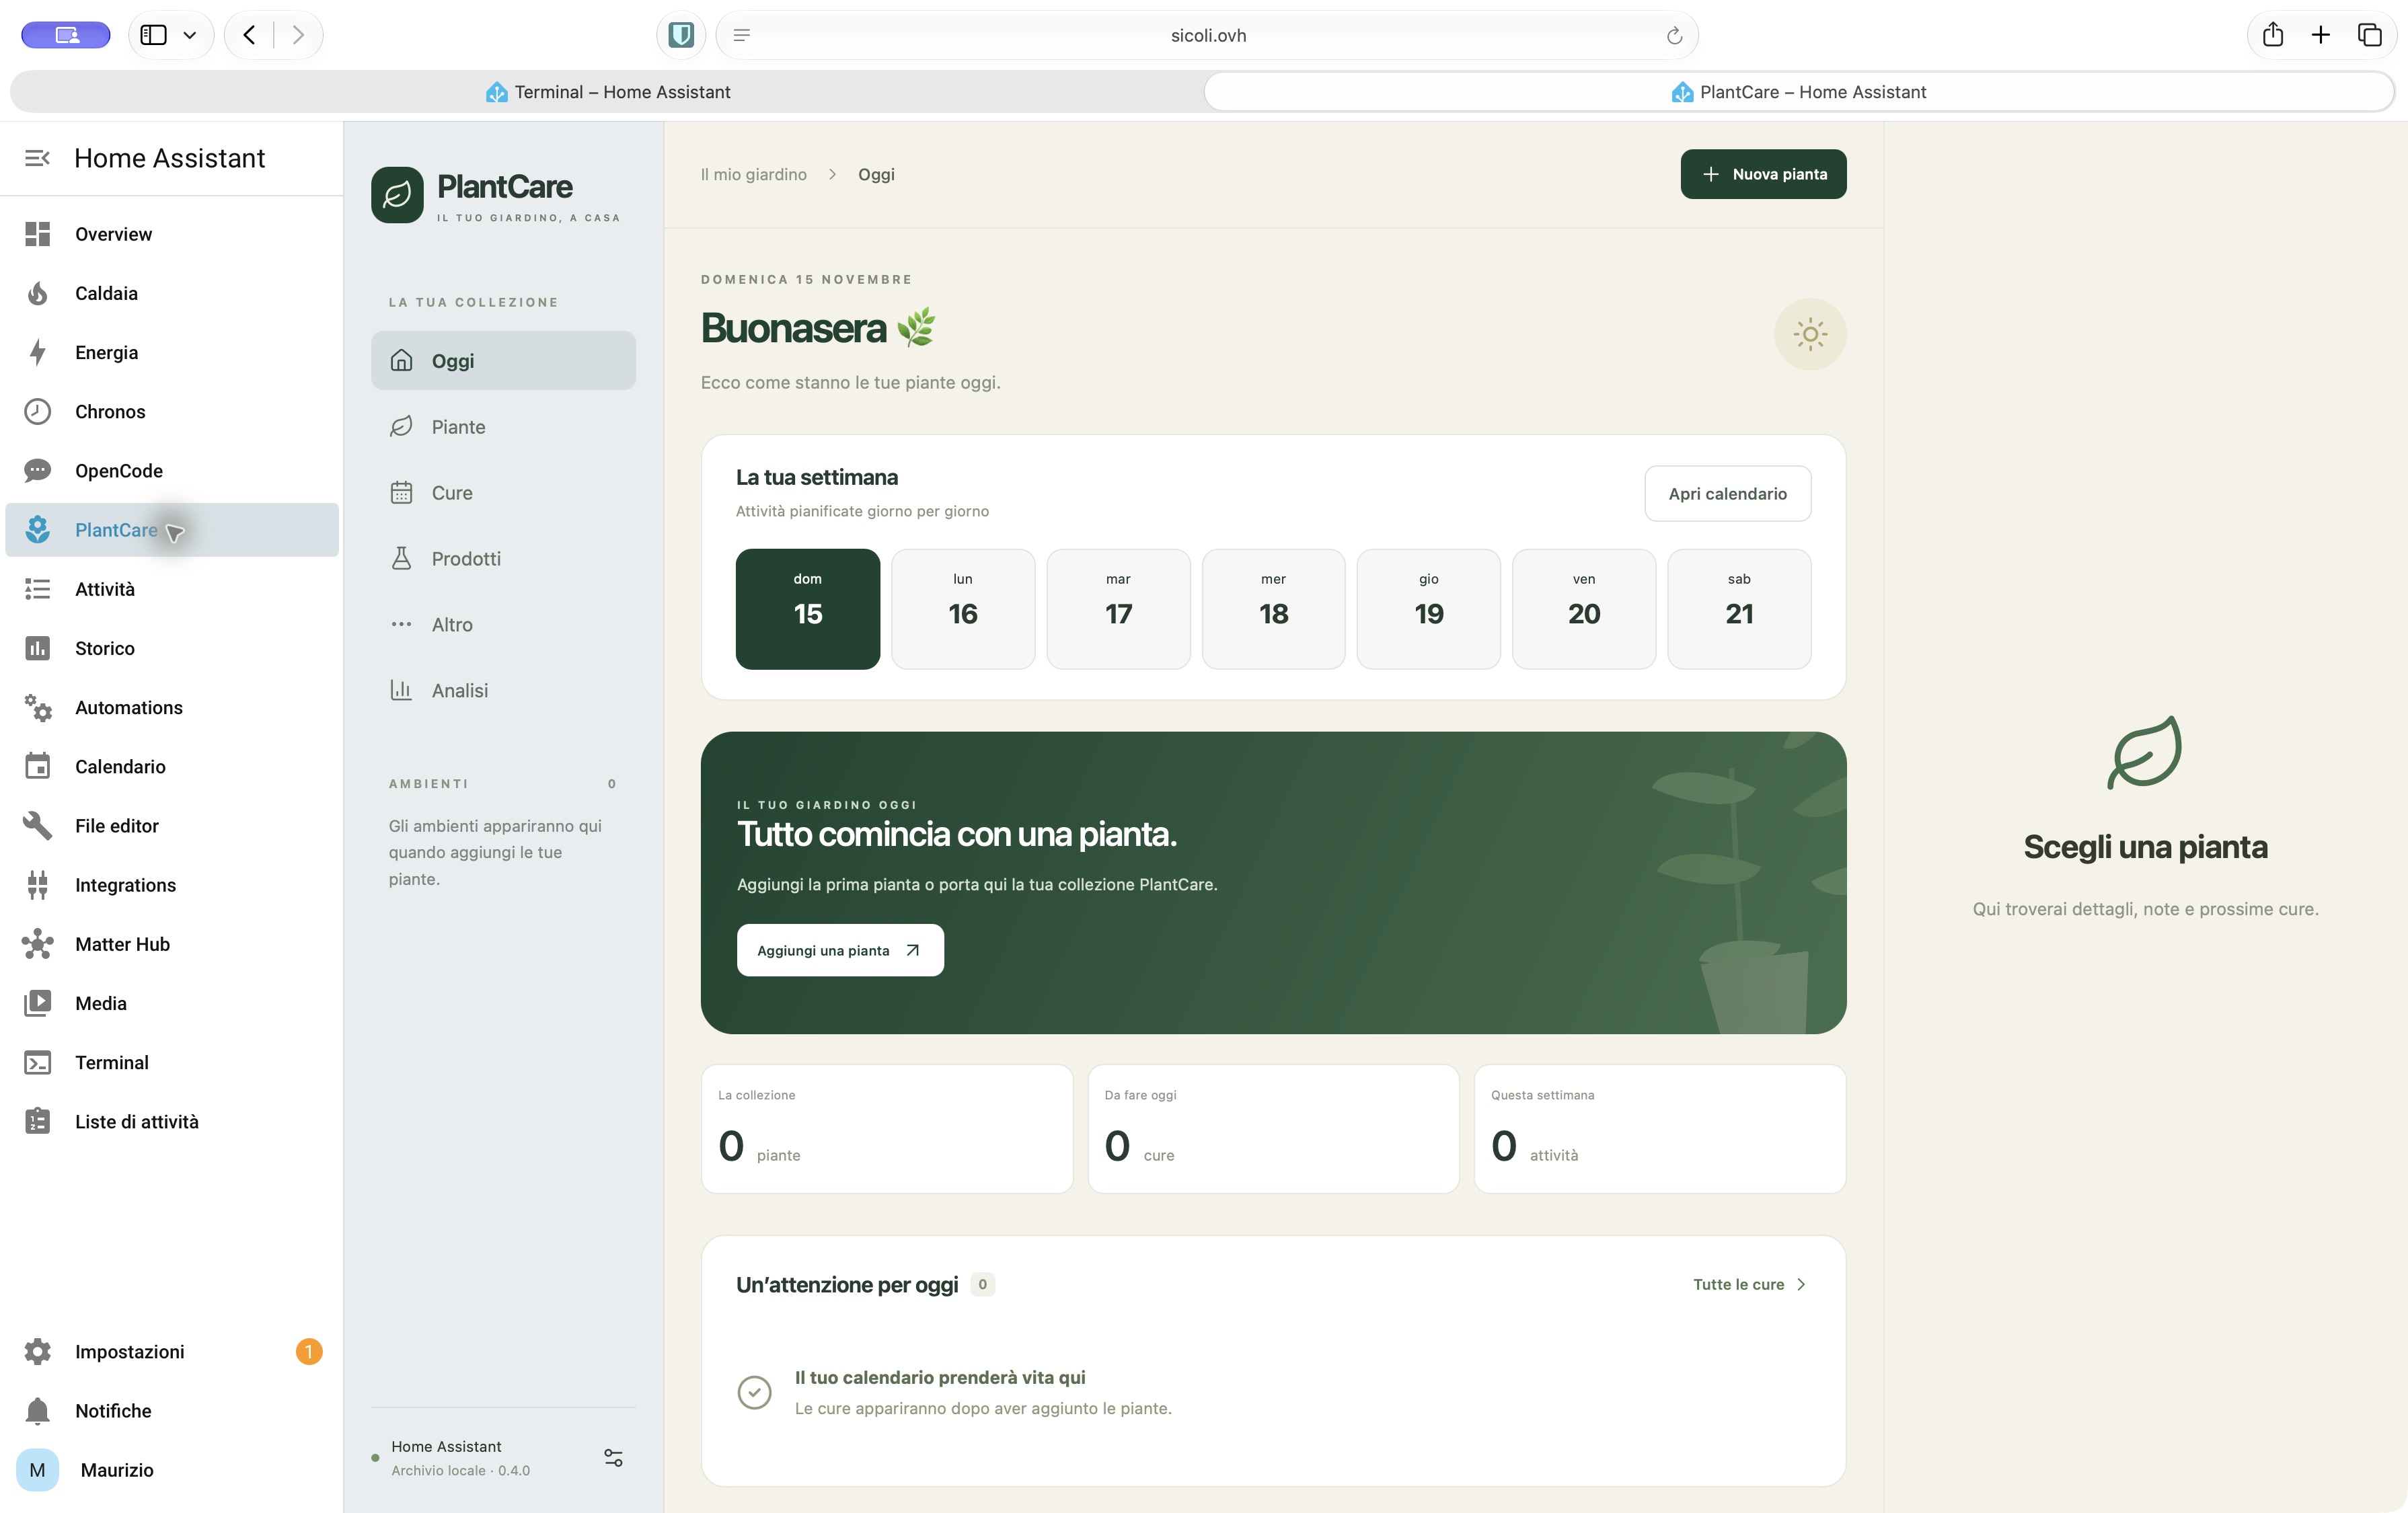 sicoli.ovh
Terminal – Home Assistant
PlantCare – Home Assistant
Home Assistant
Overview
Caldaia
Energia
Chronos
OpenCode
PlantCare
Attività
Storico
Automations
Calendario
File editor
Integrations
Matter Hub
Media
Terminal
Liste di attività
Impostazioni
1
Notifiche
M
Maurizio
PlantCare
IL TUO GIARDINO, A CASA
LA TUA COLLEZIONE
Oggi
Piante
Cure
Prodotti
Altro
Analisi
AMBIENTI
0
Gli ambienti appariranno qui
quando aggiungi le tue
piante.
Home Assistant
Archivio locale · 0.4.0
Il mio giardino
Oggi
Nuova pianta
DOMENICA 15 NOVEMBRE
Buonasera 🌿
Ecco come stanno le tue piante oggi.
La tua settimana
Attività pianificate giorno per giorno
Apri calendario
dom
15
lun
16
mar
17
mer
18
gio
19
ven
20
sab
21
IL TUO GIARDINO OGGI
Tutto comincia con una pianta.
Aggiungi la prima pianta o porta qui la tua collezione PlantCare.
Aggiungi una pianta
La collezione
0 piante
Da fare oggi
0 cure
Questa settimana
0 attività
Un’attenzione per oggi
0
Tutte le cure
Il tuo calendario prenderà vita qui
Le cure appariranno dopo aver aggiunto le piante.
Scegli una pianta
Qui troverai dettagli, note e prossime cure.